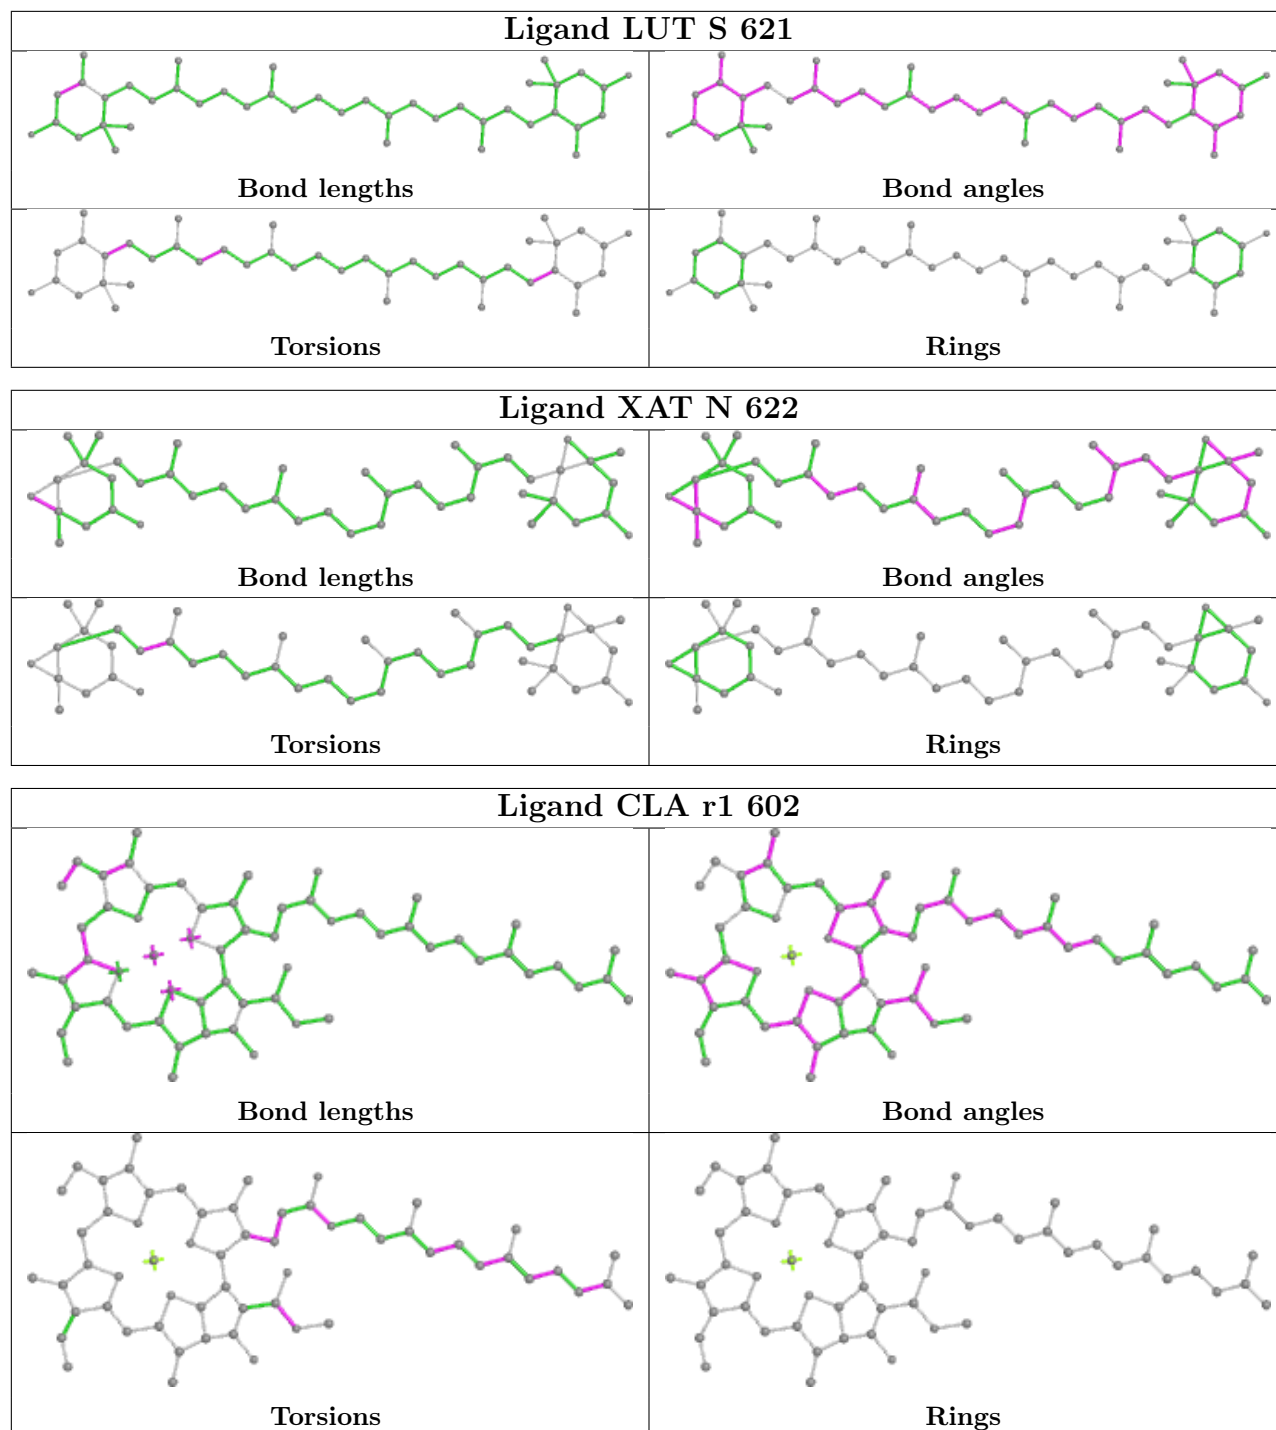 Ligand LUT S 621
Bond lengths
Bond angles
Torsions
Rings
Ligand XAT N 622
Bond lengths
Bond angles
Torsions
Rings
Ligand CLA r1 602
Bond lengths
Bond angles
Torsions
Rings